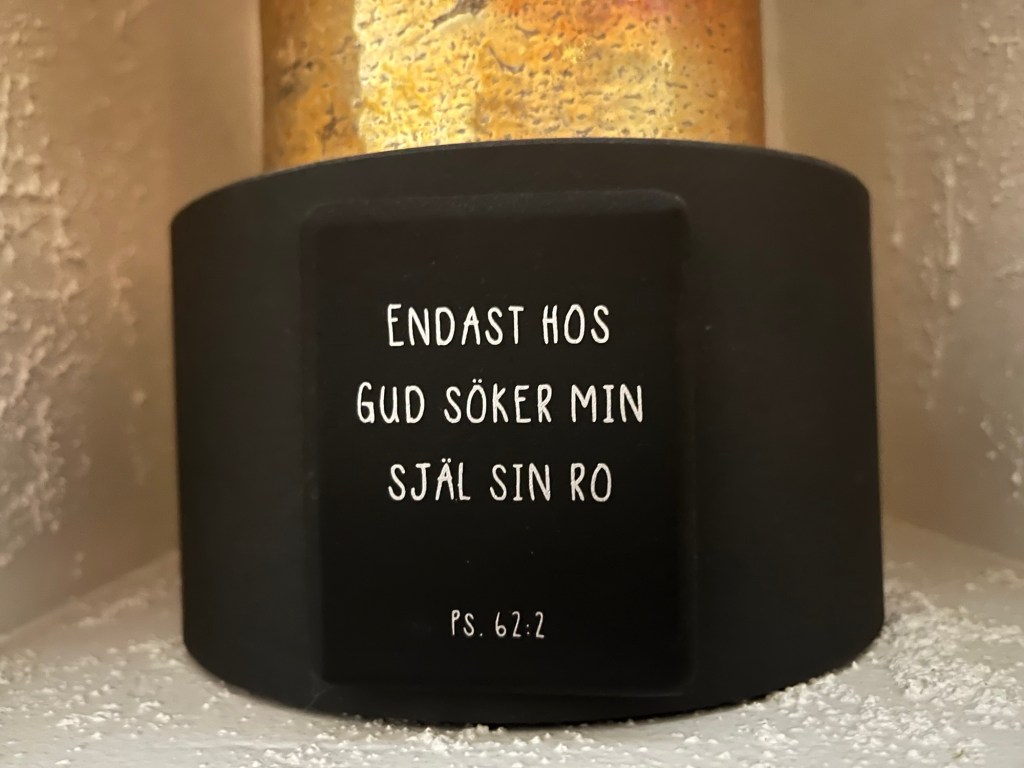 ENDAST HOS
GUD SÖKER MIN
SJÄL SIN RO
PS. 62:2